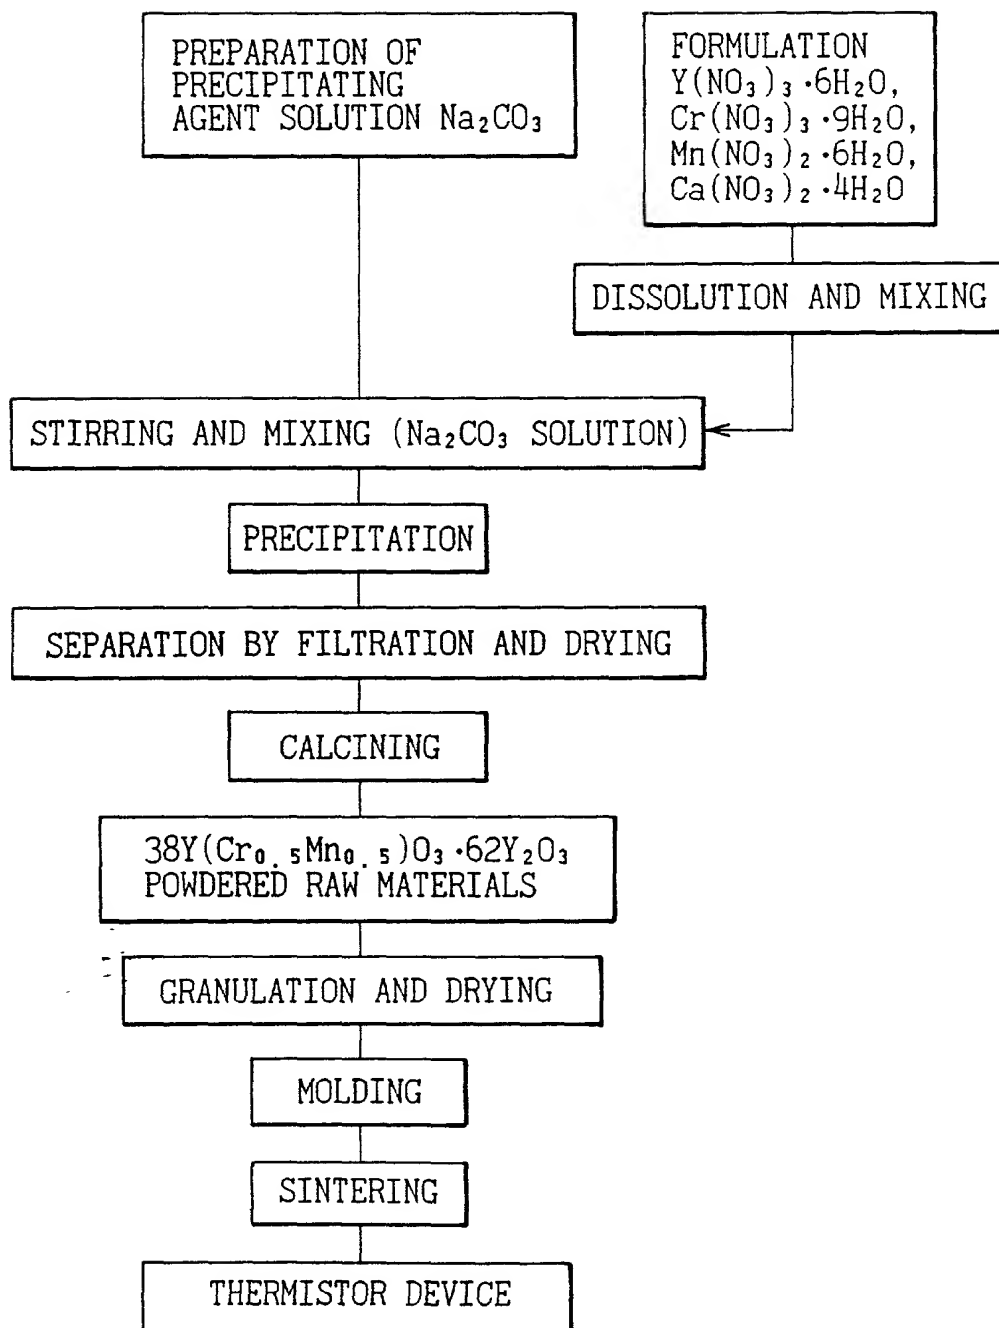 PREPARATION OF
PRECIPITATING
AGENT SOLUTION Na₂CO₃
FORMULATION
Y(NO₃)₃·6H₂O,
Cr(NO₃)₃·9H₂O,
Mn(NO₃)₂·6H₂O,
Ca(NO₃)₂·4H₂O
DISSOLUTION AND MIXING
STIRRING AND MIXING (Na₂CO₃ SOLUTION)
PRECIPITATION
SEPARATION BY FILTRATION AND DRYING
CALCINING
38Y(Cr₀.₅Mn₀.₅)O₃·62Y₂O₃
POWDERED RAW MATERIALS
GRANULATION AND DRYING
MOLDING
SINTERING
THERMISTOR DEVICE